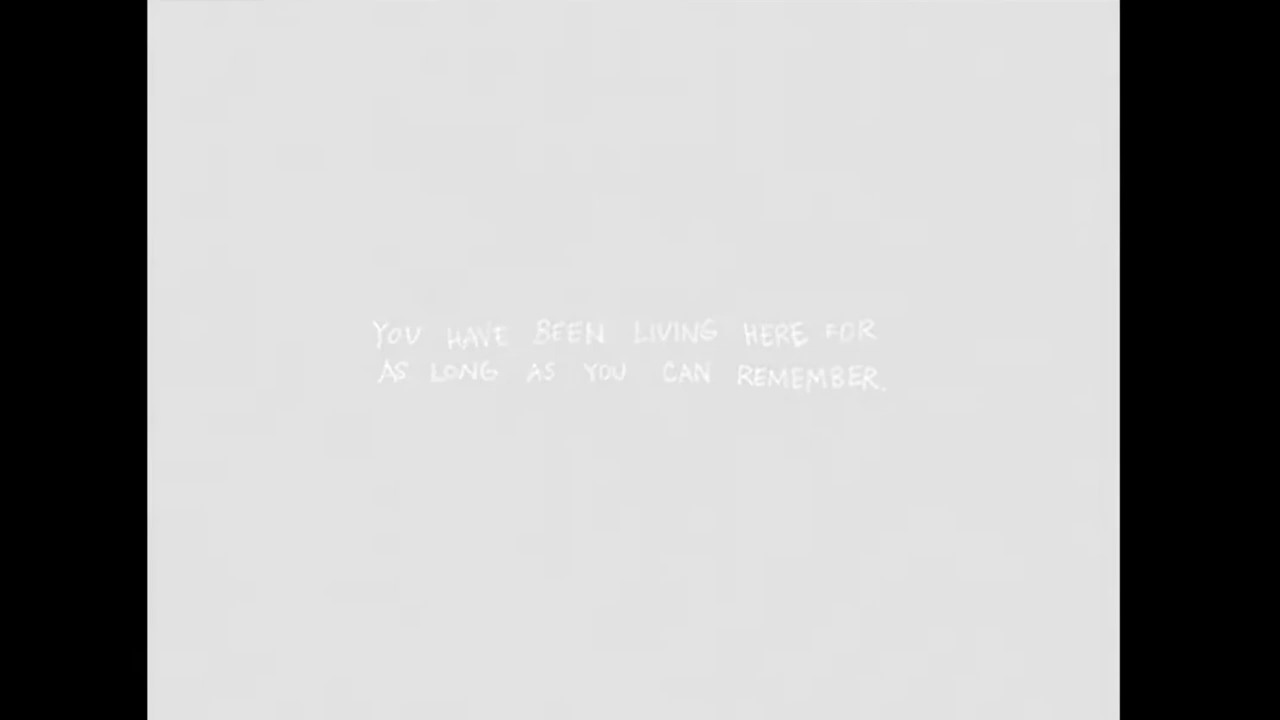 YOU HAVE BEEN LIVING HERE FOR
AS LONG AS YOU CAN REMEMBER.